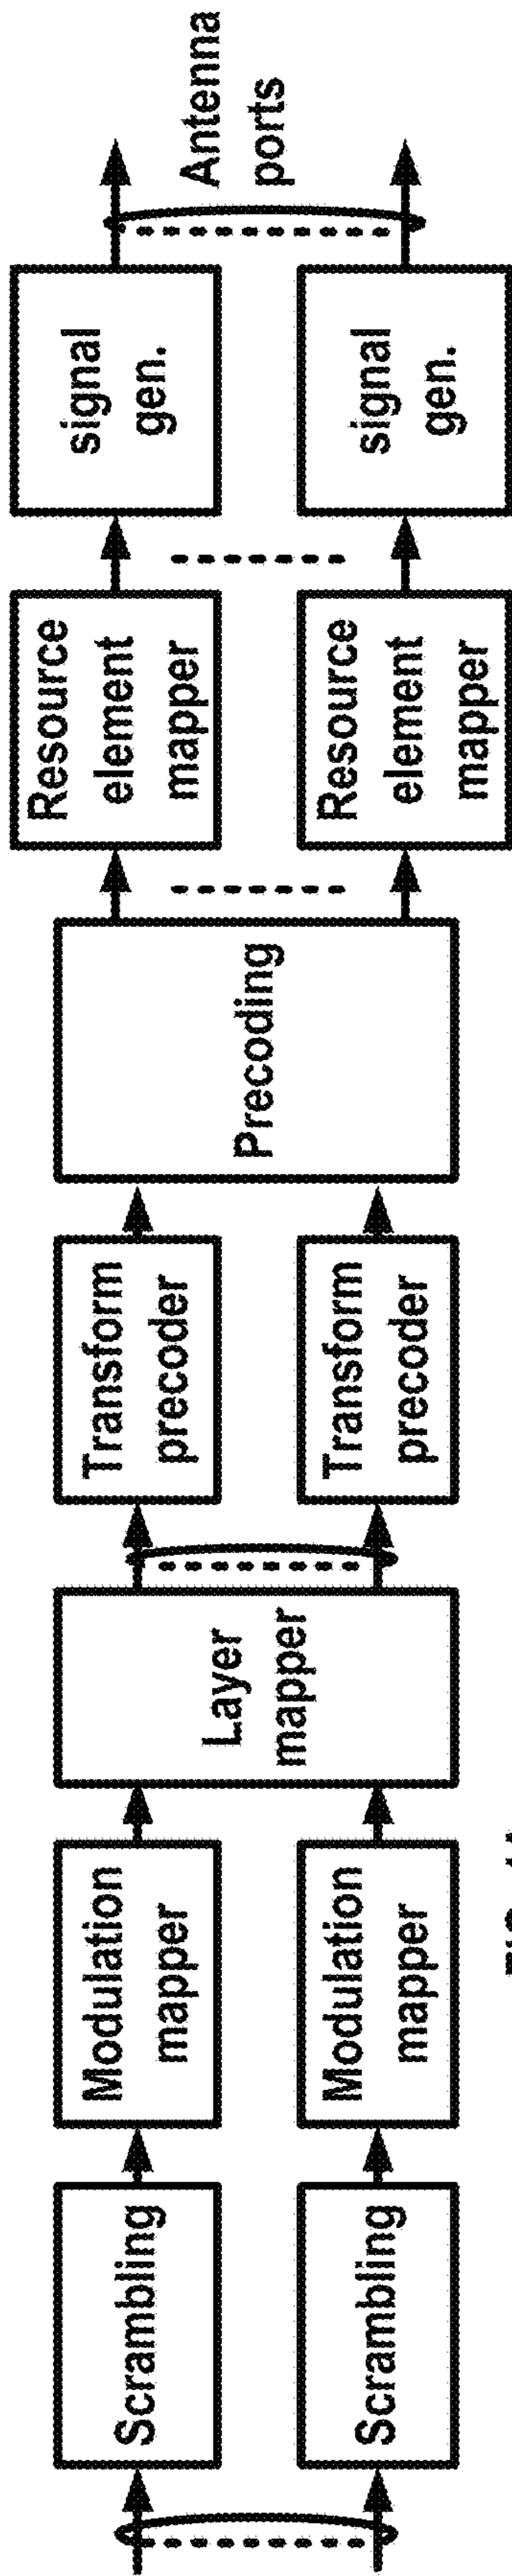 Scrambling
Scrambling
Modulation
mapper
Modulation
mapper
Layer
mapper
Transform
precoder
Transform
precoder
Precoding
Resource
element
mapper
Resource
element
mapper
signal
gen.
signal
gen.
Antenna
ports